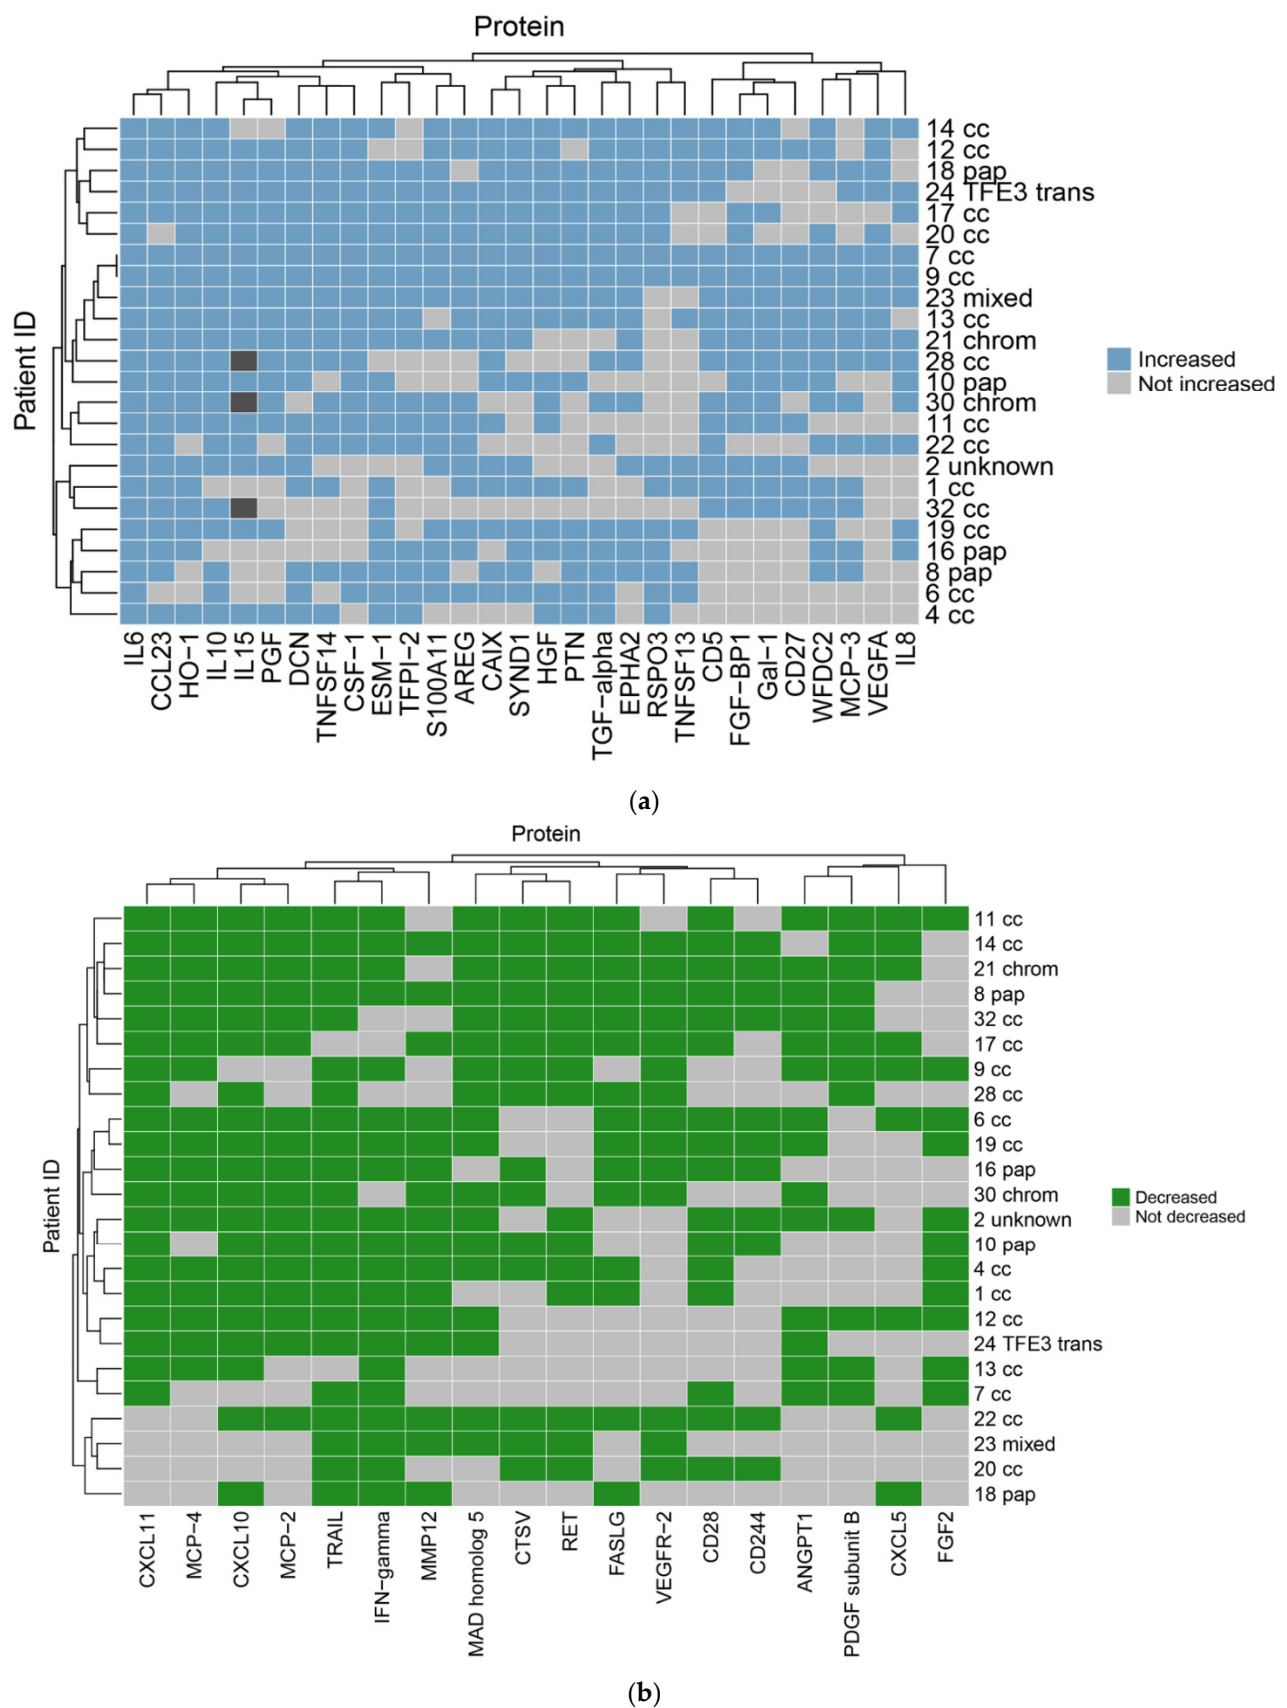 Protein
14 cc
12 cc
18 pap
24 TFE3 trans
17 cc
20 cc
7 cc
9 cc
23 mixed
13 cc
21 chrom
28 cc
10 pap
30 chrom
11 cc
22 cc
2 unknown
1 cc
32 cc
19 cc
16 pap
8 pap
6 cc
4 cc
Patient ID
Increased
Not increased
IL6
CCL23
HO−1
IL10
IL15
PGF
DCN
TNFSF14
CSF−1
ESM−1
TFPI−2
S100A11
AREG
CAIX
SYND1
HGF
PTN
TGF−alpha
EPHA2
RSPO3
TNFSF13
CD5
FGF−BP1
Gal−1
CD27
WFDC2
MCP−3
VEGFA
IL8
(a)
Protein
11 cc
14 cc
21 chrom
8 pap
32 cc
17 cc
9 cc
28 cc
6 cc
19 cc
16 pap
30 chrom
2 unknown
10 pap
4 cc
1 cc
12 cc
24 TFE3 trans
13 cc
7 cc
22 cc
23 mixed
20 cc
18 pap
Patient ID
Decreased
Not decreased
CXCL11
MCP−4
CXCL10
MCP−2
TRAIL
IFN−gamma
MMP12
MAD homolog 5
CTSV
RET
FASLG
VEGFR−2
CD28
CD244
ANGPT1
PDGF subunit B
CXCL5
FGF2
(b)